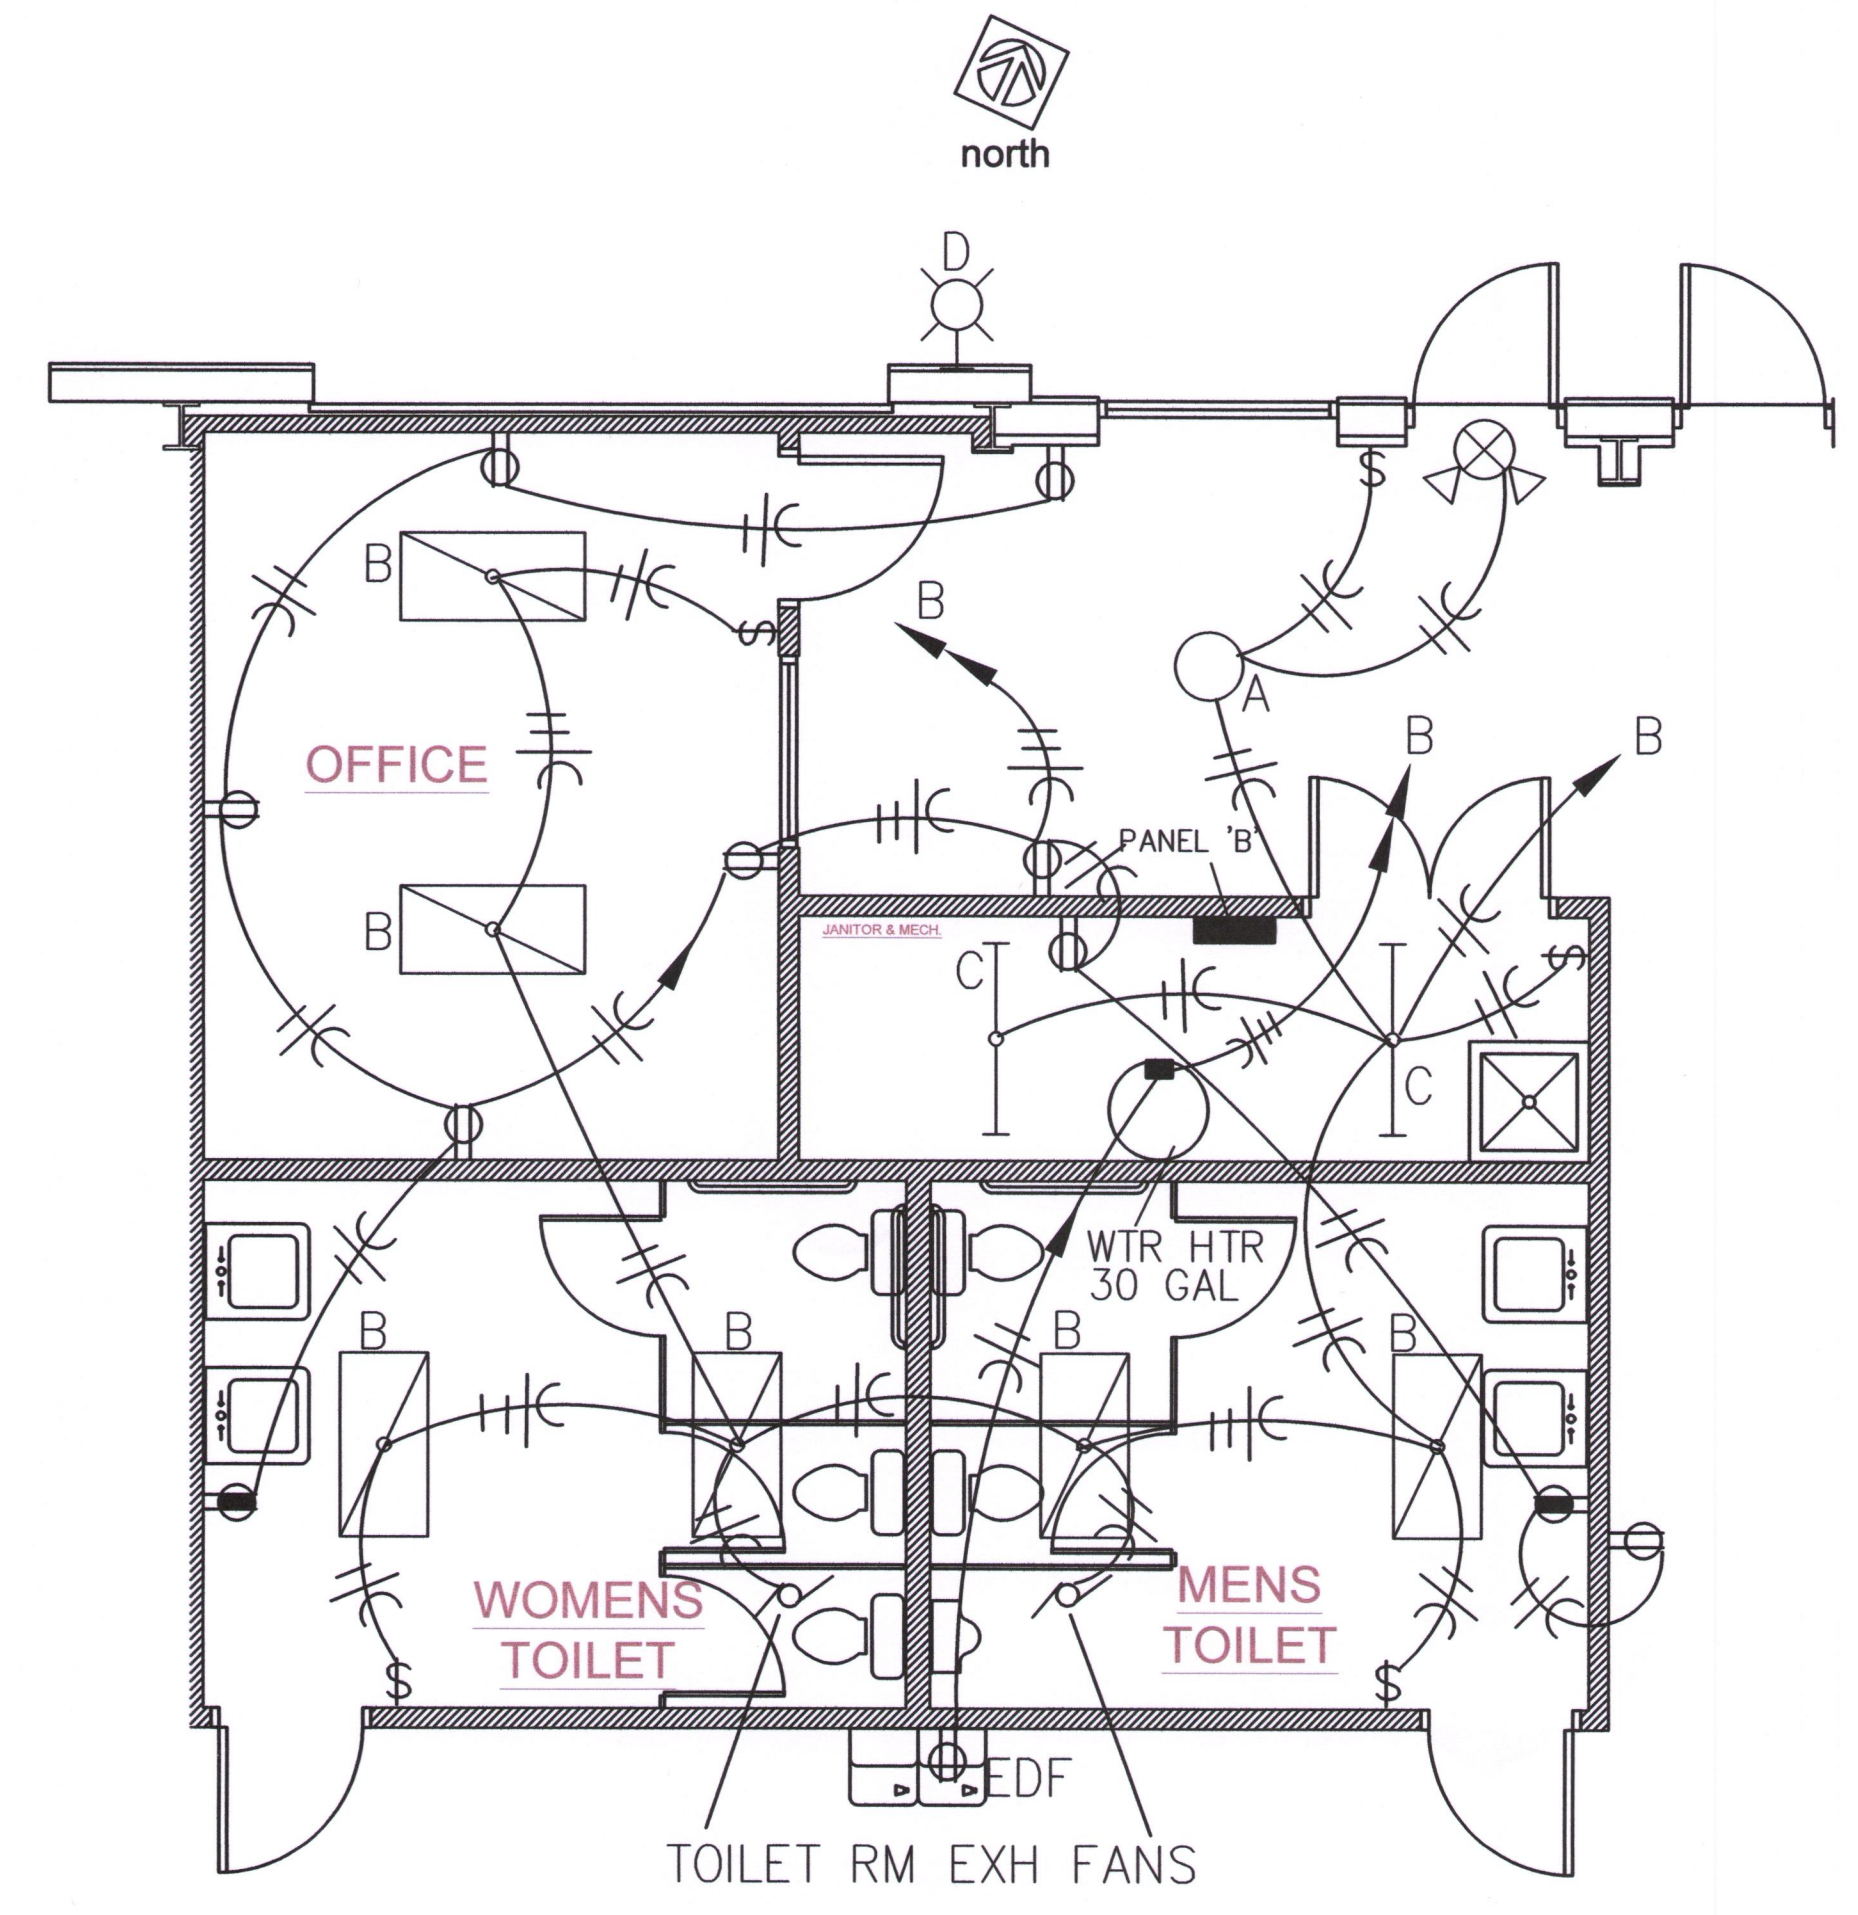 north
D
B
B
A
B
B
OFFICE
PANEL 'B'
B
JANITOR & MECH.
C
C
WTR HTR
30 GAL
B
B
B
B
WOMENS
TOILET
MENS
TOILET
EDF
TOILET RM EXH FANS
$
$
$
$
$